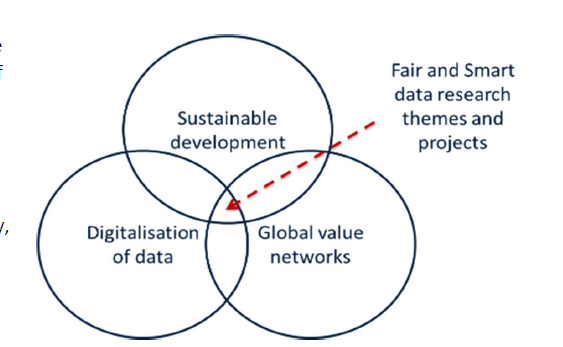 Fair and Smart
data research
themes and
projects
Sustainable
development
Digitalisation
of data
Global value
networks